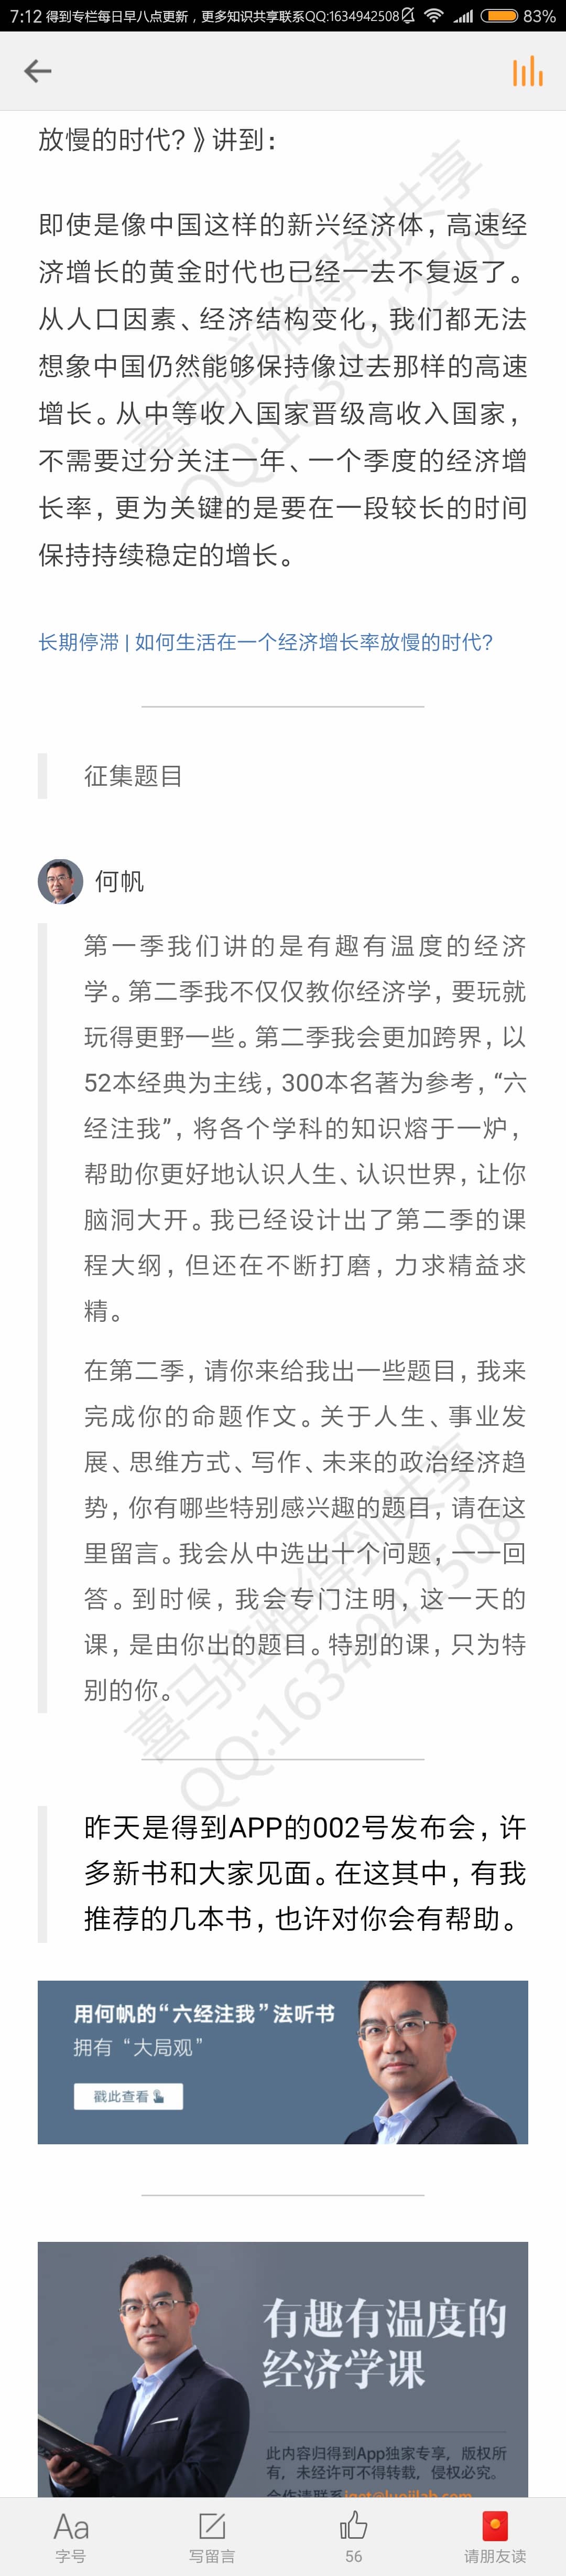 7:12 得到专栏每日早八点更新，更多知识共享联系QQ:1634942508 83%
放慢的时代？》讲到：
即使是像中国这样的新兴经济体，高速经
济增长的黄金时代也已经一去不复返了。
从人口因素、经济结构变化，我们都无法
想象中国仍然能够保持像过去那样的高速
增长。从中等收入国家晋级高收入国家，
不需要过分关注一年、一个季度的经济增
长率，更为关键的是要在一段较长的时间
保持持续稳定的增长。
喜马拉雅得到共享
QQ:1634942508
长期停滞 | 如何生活在一个经济增长率放慢的时代？
征集题目
何帆
第一季我们讲的是有趣有温度的经济
学。第二季我不仅仅教你经济学，要玩就
玩得更野一些。第二季我会更加跨界，以
52本经典为主线，300本名著为参考，“六
经注我”，将各个学科的知识熔于一炉，
帮助你更好地认识人生、认识世界，让你
脑洞大开。我已经设计出了第二季的课
程大纲，但还在不断打磨，力求精益求
精。
在第二季，请你来给我出一些题目，我来
完成你的命题作文。关于人生、事业发
展、思维方式、写作、未来的政治经济趋
势，你有哪些特别感兴趣的题目，请在这
里留言。我会从中选出十个问题，一一回
答。到时候，我会专门注明，这一天的
课，是由你出的题目。特别的课，只为特
别的你。
喜马拉雅得到共享
QQ:1634942508
昨天是得到APP的002号发布会，许
多新书和大家见面。在这其中，有我
推荐的几本书，也许对你会有帮助。
用何帆的“六经注我”法听书
拥有“大局观”
戳此查看
有趣有温度的
经济学课
此内容归得到App独家专享，版权所
有，未经许可不得转载，侵权必究。
合作请联系iget@luojilab.com
Aa
字号
写留言
56
请朋友读